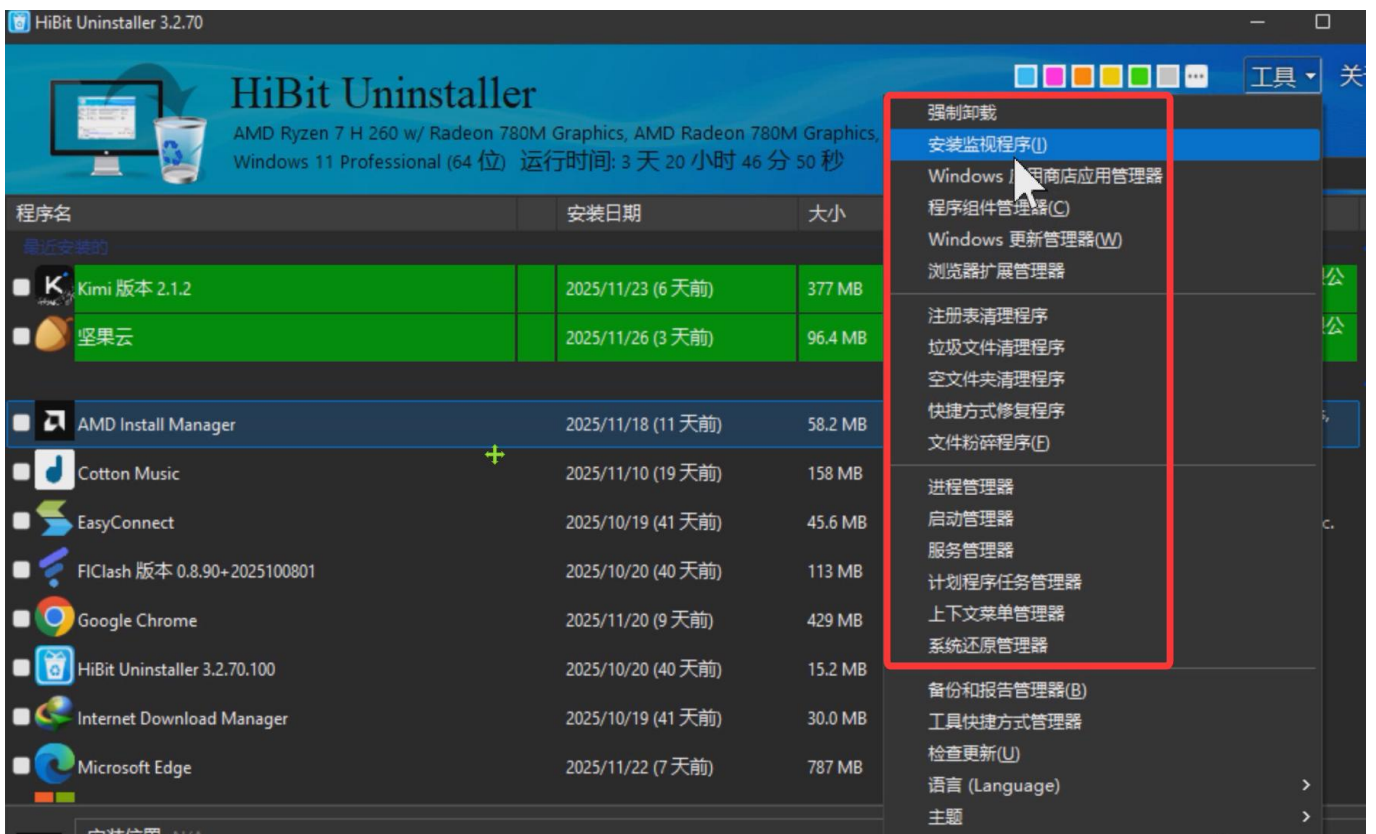 HiBit Uninstaller 3.2.70
HiBit Uninstaller
AMD Ryzen 7 H 260 w/ Radeon 780M Graphics, AMD Radeon 780M Graphics,
Windows 11 Professional (64 位) 运行时间: 3 天 20 小时 46 分 50 秒
工具
程序名 安装日期 大小
最近安装的
Kimi 版本 2.1.2 2025/11/23 (6 天前) 377 MB 公
坚果云 2025/11/26 (3 天前) 96.4 MB 公
AMD Install Manager 2025/11/18 (11 天前) 58.2 MB
Cotton Music 2025/11/10 (19 天前) 158 MB
EasyConnect 2025/10/19 (41 天前) 45.6 MB c.
FlClash 版本 0.8.90+2025100801 2025/10/20 (40 天前) 113 MB
Google Chrome 2025/11/20 (9 天前) 429 MB
HiBit Uninstaller 3.2.70.100 2025/10/20 (40 天前) 15.2 MB
Internet Download Manager 2025/10/19 (41 天前) 30.0 MB
Microsoft Edge 2025/11/22 (7 天前) 787 MB
强制卸载
安装监视程序(I)
Windows 应用商店应用管理器
程序组件管理器(C)
Windows 更新管理器(W)
浏览器扩展管理器
注册表清理程序
垃圾文件清理程序
空文件夹清理程序
快捷方式修复程序
文件粉碎程序(F)
进程管理器
启动管理器
服务管理器
计划程序任务管理器
上下文菜单管理器
系统还原管理器
备份和报告管理器(B)
工具快捷方式管理器
检查更新(U)
语言 (Language)
主题